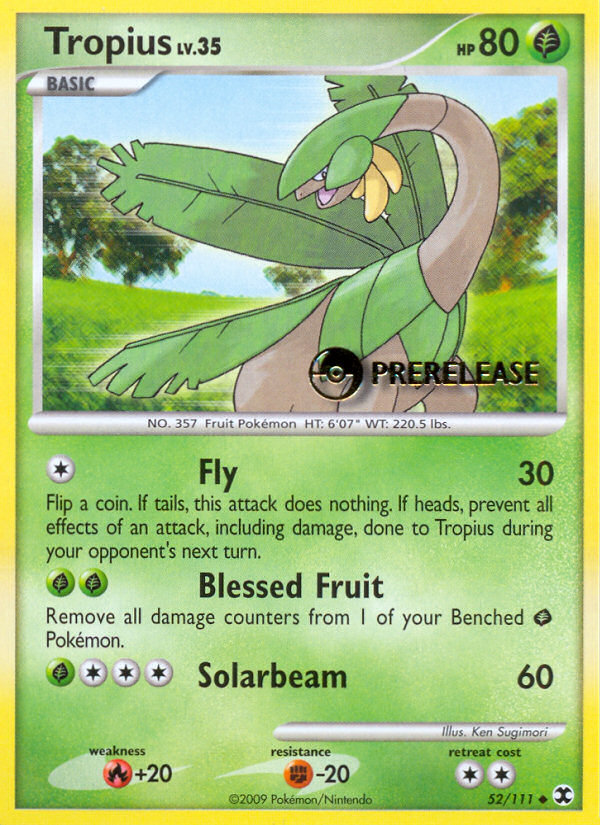 Tropius LV.35
HP 80
BASIC
PRERELEASE
NO. 357 Fruit Pokémon HT: 6'07" WT: 220.5 lbs.
Fly 30
Flip a coin. If tails, this attack does nothing. If heads, prevent all
effects of an attack, including damage, done to Tropius during
your opponent's next turn.
Blessed Fruit
Remove all damage counters from 1 of your Benched
Pokémon.
Solarbeam 60
Illus. Ken Sugimori
weakness resistance retreat cost
+20 -20
©2009 Pokémon/Nintendo 52/111